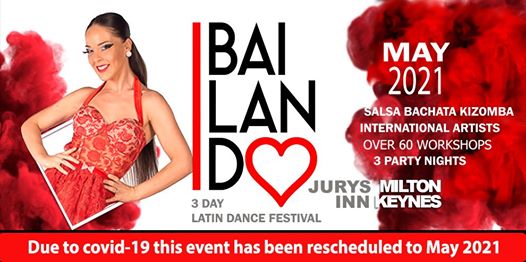 BAI
LAN
DO
3 DAY
LATIN DANCE FESTIVAL
MAY
2021
SALSA BACHATA KIZOMBA
INTERNATIONAL ARTISTS
OVER 60 WORKSHOPS
3 PARTY NIGHTS
JURYS
INN
MILTON
KEYNES
Due to covid-19 this event has been rescheduled to May 2021